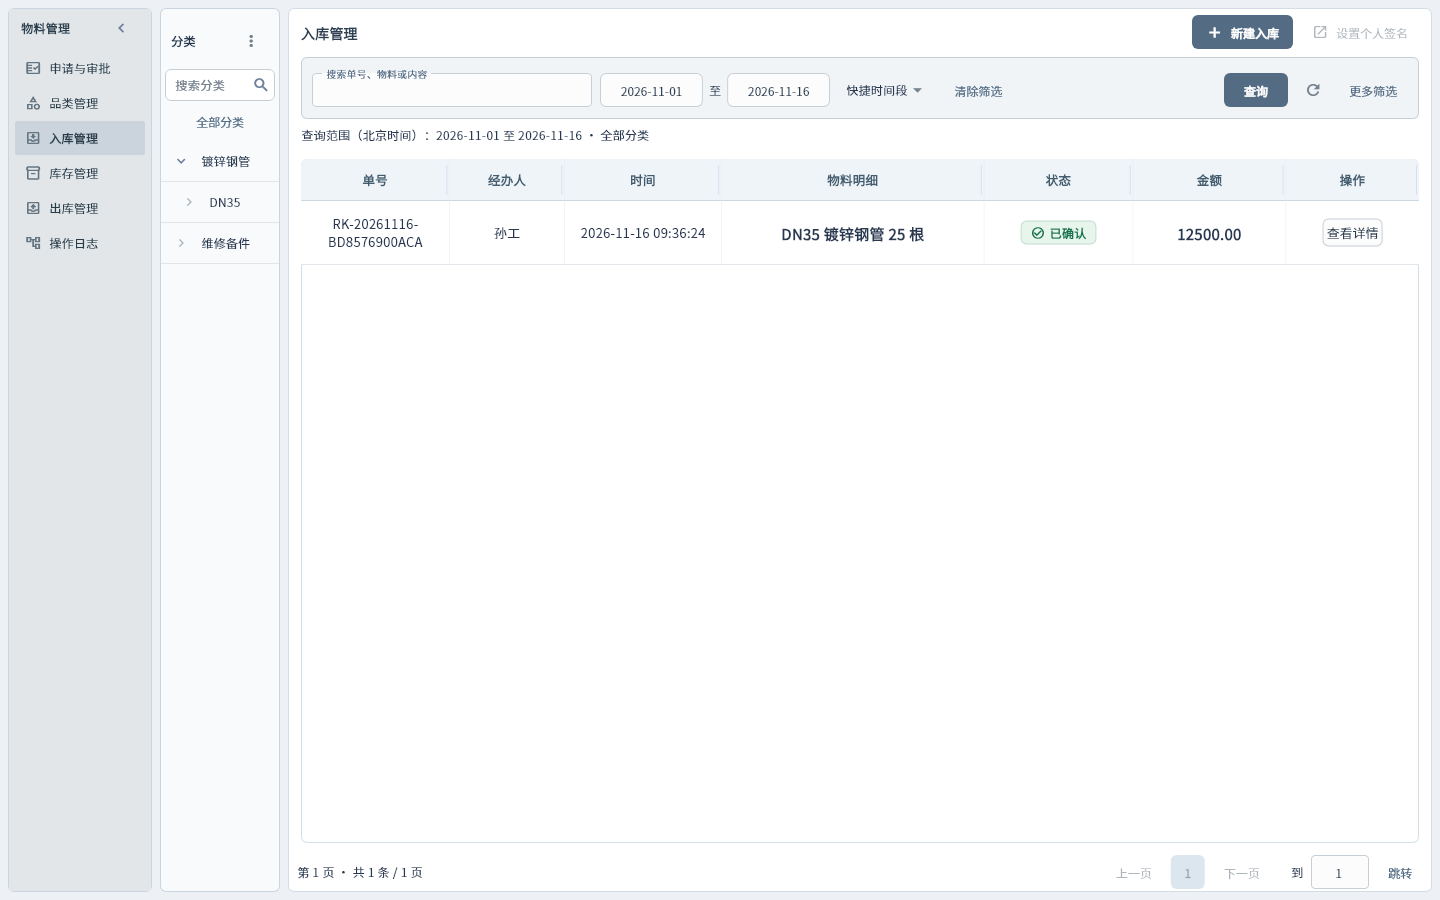 物料管理
申请与审批
品类管理
入库管理
库存管理
出库管理
操作日志
分类
搜索分类
全部分类
镀锌钢管
DN35
维修备件
入库管理
新建入库
设置个人签名
搜索单号、物料或内容
2026-11-01
至
2026-11-16
快捷时间段
清除筛选
查询
更多筛选
查询范围（北京时间）：2026-11-01 至 2026-11-16 · 全部分类
单号 经办人 时间 物料明细 状态 金额 操作
RK-20261116-
BD8576900ACA
孙工
2026-11-16 09:36:24
DN35 镀锌钢管 25 根
已确认
12500.00
查看详情
第 1 页 · 共 1 条 / 1 页
上一页
1
下一页
到
1
跳转